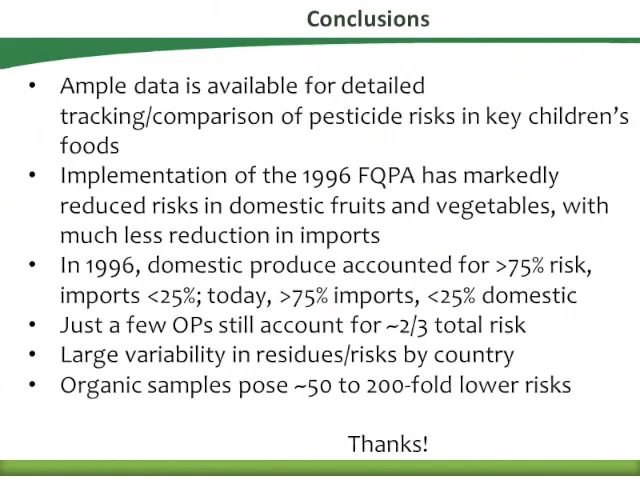 Conclusions
• Ample data is available for detailed
tracking/comparison of pesticide risks in key children’s
foods
• Implementation of the 1996 FQPA has markedly
reduced risks in domestic fruits and vegetables, with
much less reduction in imports
• In 1996, domestic produce accounted for >75% risk,
imports <25%; today, >75% imports, <25% domestic
• Just a few OPs still account for ~2/3 total risk
• Large variability in residues/risks by country
• Organic samples pose ~50 to 200-fold lower risks
Thanks!